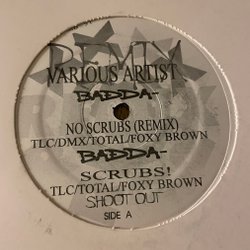 REMIX
VARIOUS ARTIST
BADDA-
NO SCRUBS (REMIX)
TLC/DMX/TOTAL/FOXY BROWN
BADDA-
SCRUBS!
TLC/TOTAL/FOXY BROWN
SHOOT OUT
SIDE A